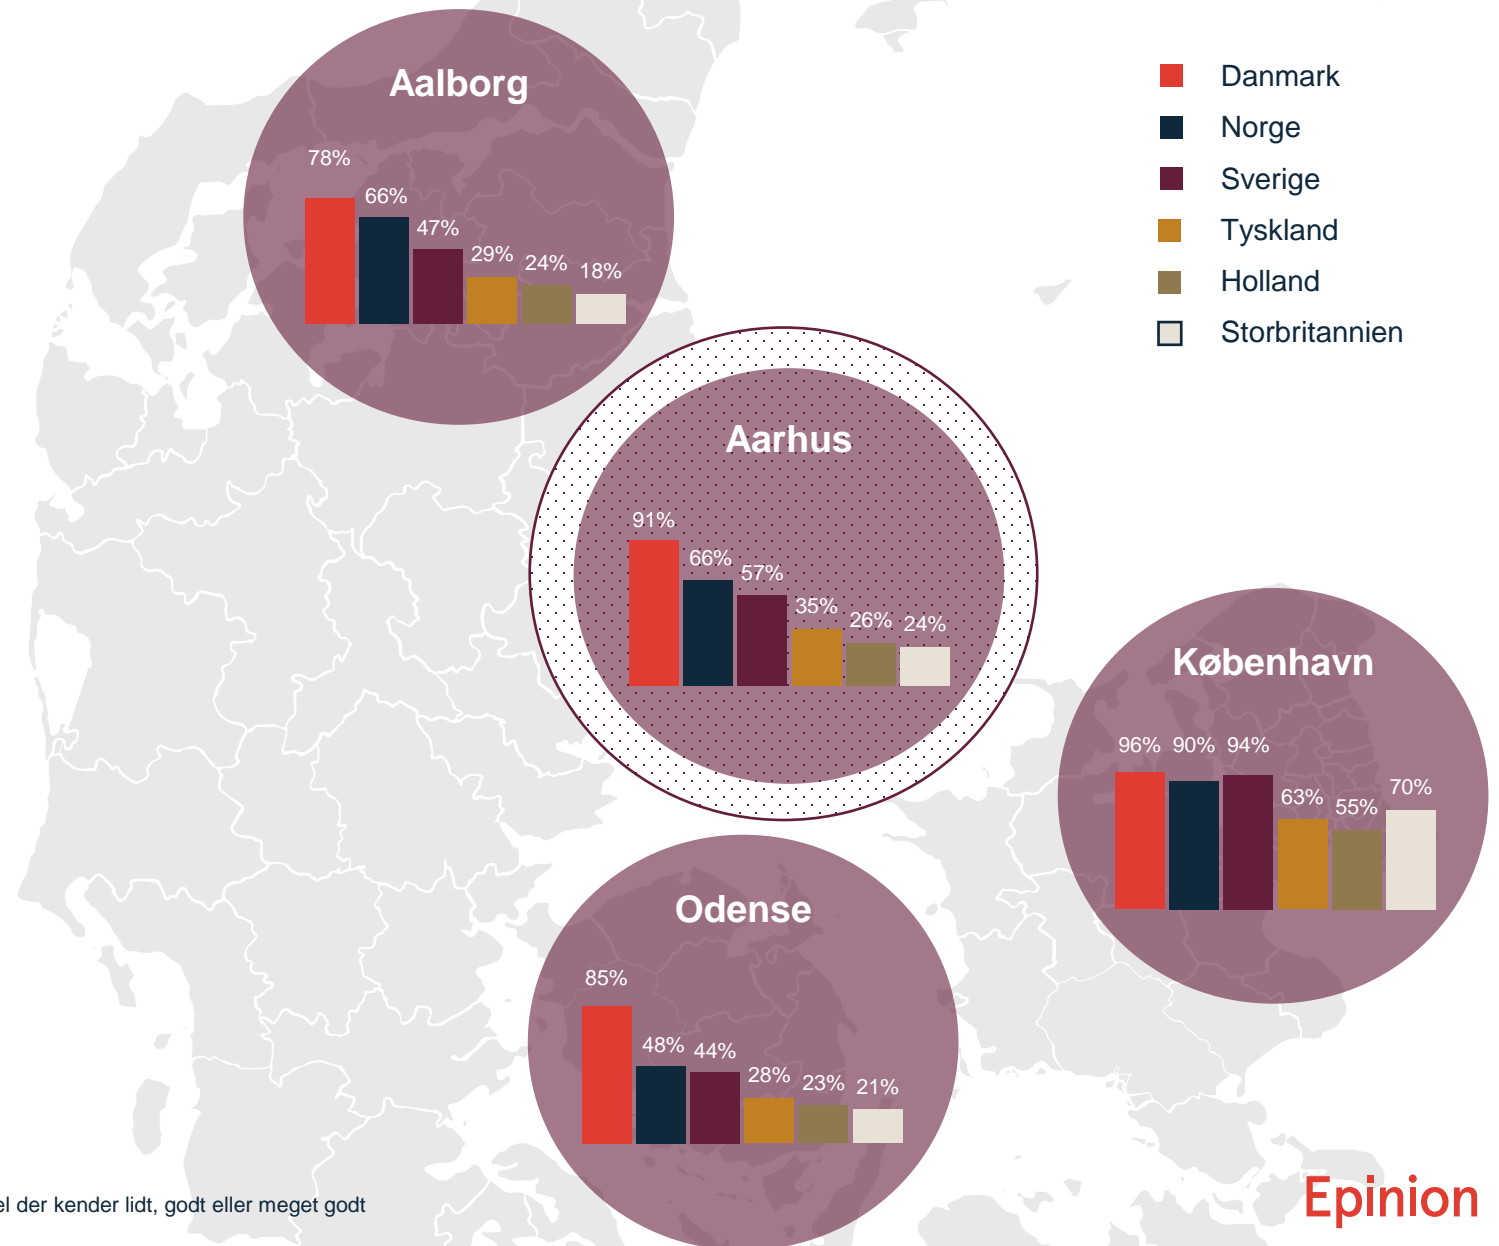 Aalborg
78%
66%
47%
29%
24%
18%
Danmark
Norge
Sverige
Tyskland
Holland
Storbritannien
Aarhus
91%
66%
57%
35%
26%
24%
København
96%
90%
94%
63%
55%
70%
Odense
85%
48%
44%
28%
23%
21%
der kender lidt, godt eller meget godt
Epinion